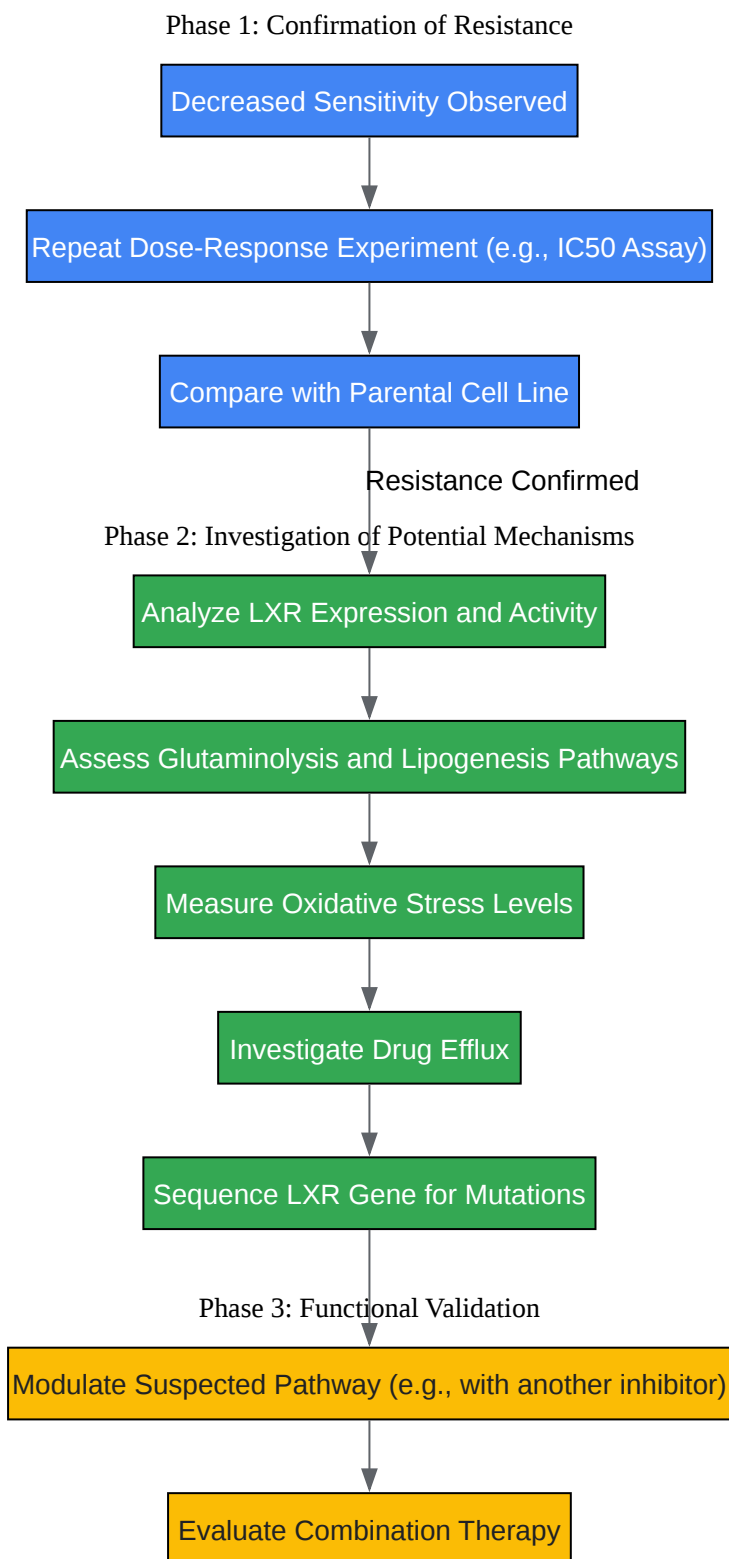 Phase 1: Confirmation of Resistance
Decreased Sensitivity Observed
Repeat Dose-Response Experiment (e.g., IC50 Assay)
Compare with Parental Cell Line
Resistance Confirmed
Phase 2: Investigation of Potential Mechanisms
Analyze LXR Expression and Activity
Assess Glutaminolysis and Lipogenesis Pathways
Measure Oxidative Stress Levels
Investigate Drug Efflux
Sequence LXR Gene for Mutations
Phase 3: Functional Validation
Modulate Suspected Pathway (e.g., with another inhibitor)
Evaluate Combination Therapy